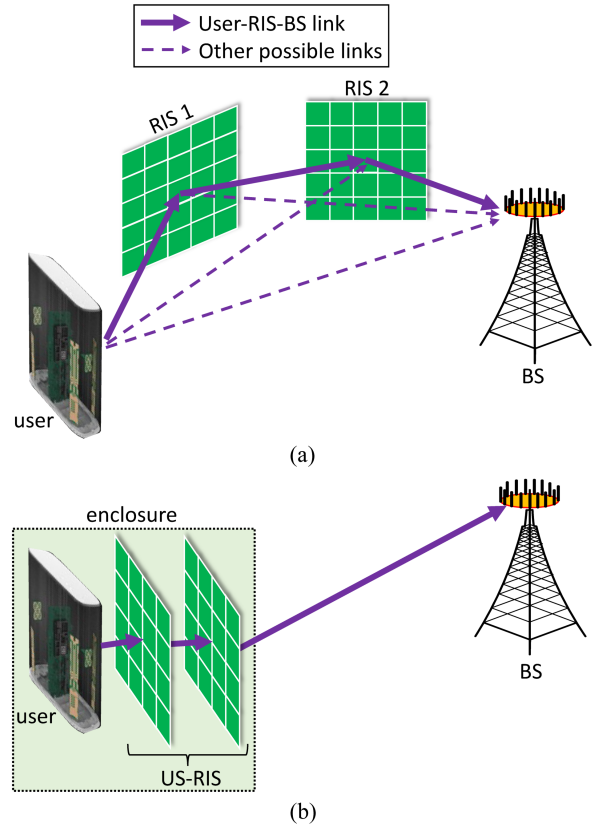 User-RIS-BS link
Other possible links
RIS 1
RIS 2
BS
user
(a)
enclosure
user
US-RIS
BS
(b)